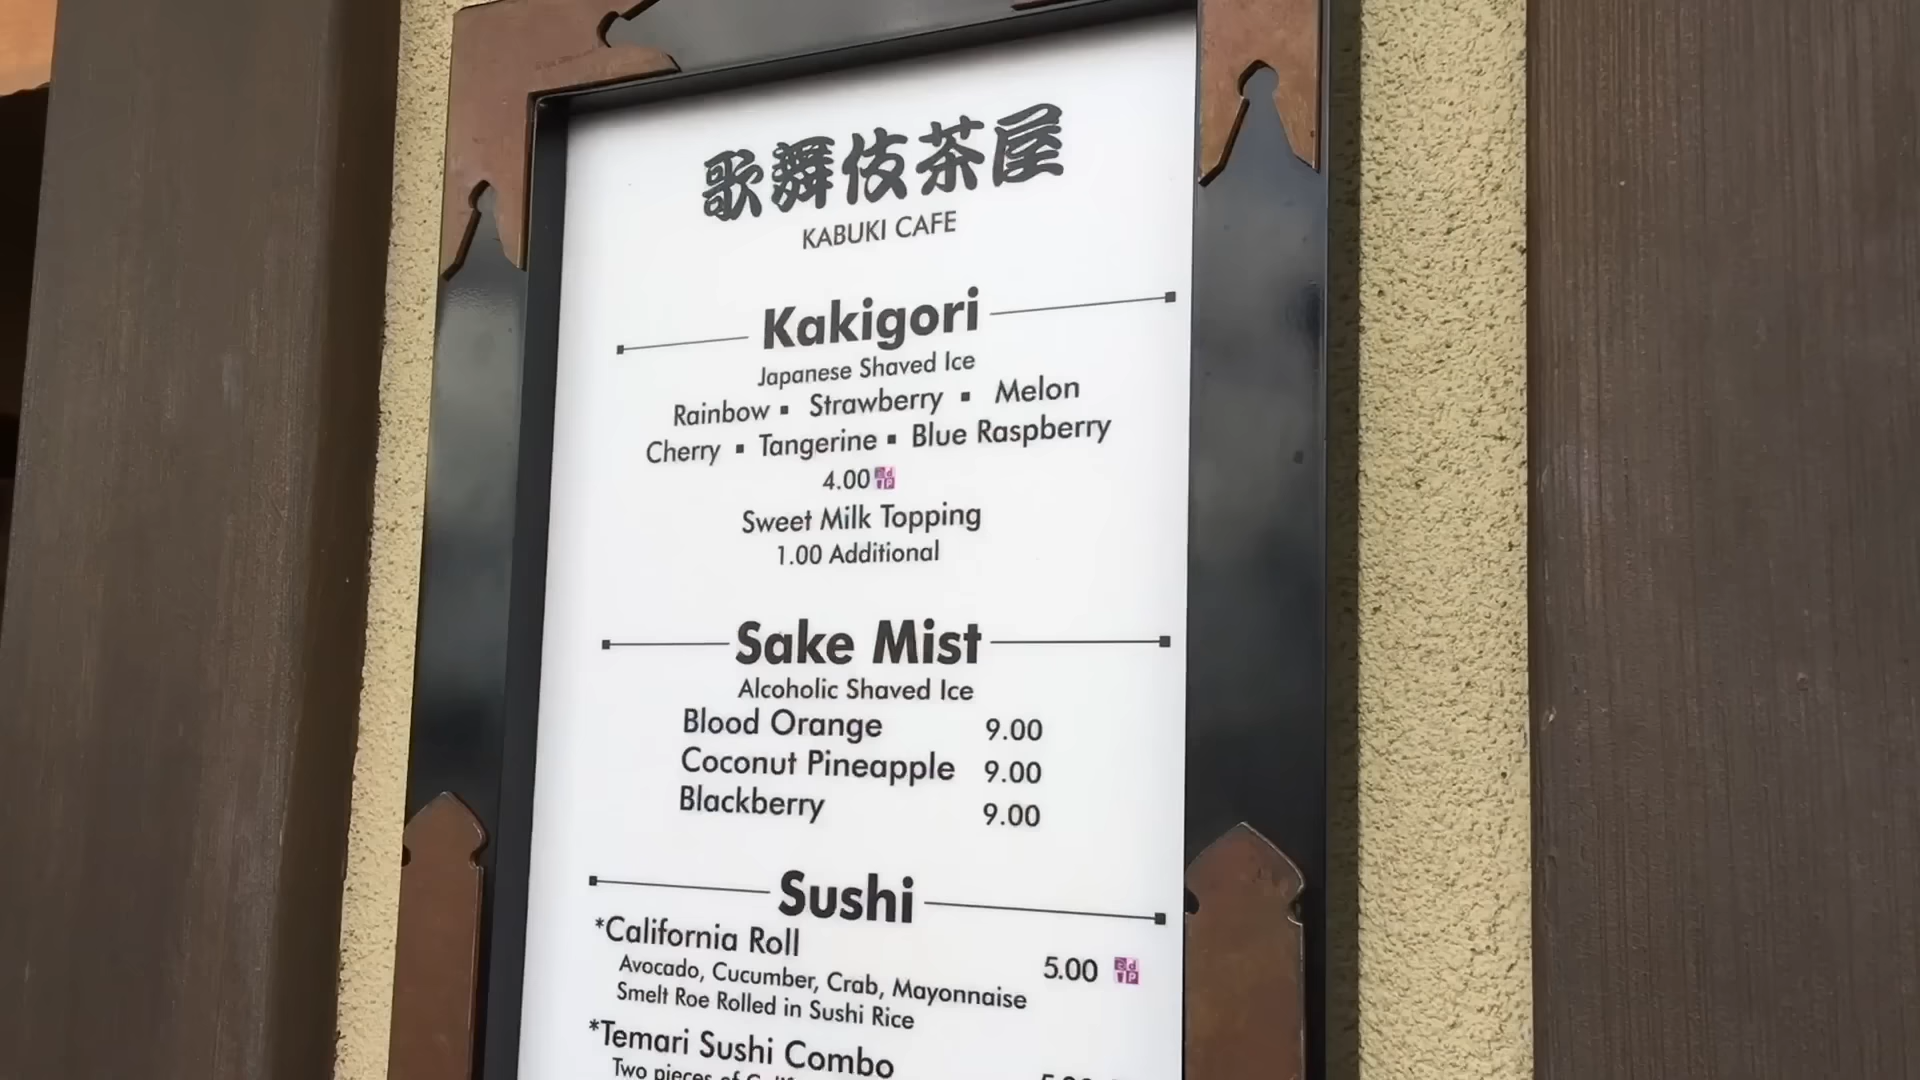 歌舞伎茶屋
KABUKI CAFE
Kakigori
Japanese Shaved Ice
Rainbow ▪ Strawberry ▪ Melon
Cherry ▪ Tangerine ▪ Blue Raspberry
4.00
Sweet Milk Topping
1.00 Additional
Sake Mist
Alcoholic Shaved Ice
Blood Orange 9.00
Coconut Pineapple 9.00
Blackberry 9.00
Sushi
*California Roll 5.00
Avocado, Cucumber, Crab, Mayonnaise
Smelt Roe Rolled in Sushi Rice
*Temari Sushi Combo
Two pieces of